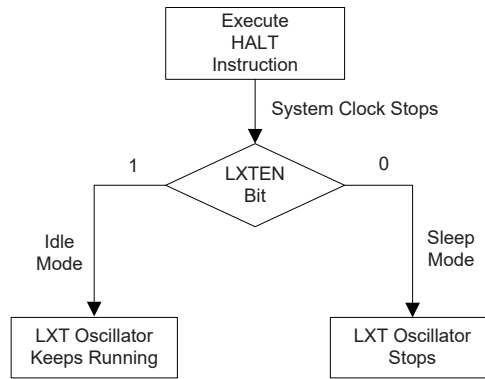 Execute
HALT
Instruction
System Clock Stops
1
LXTEN
Bit
0
Idle
Mode
Sleep
Mode
LXT Oscillator
Keeps Running
LXT Oscillator
Stops